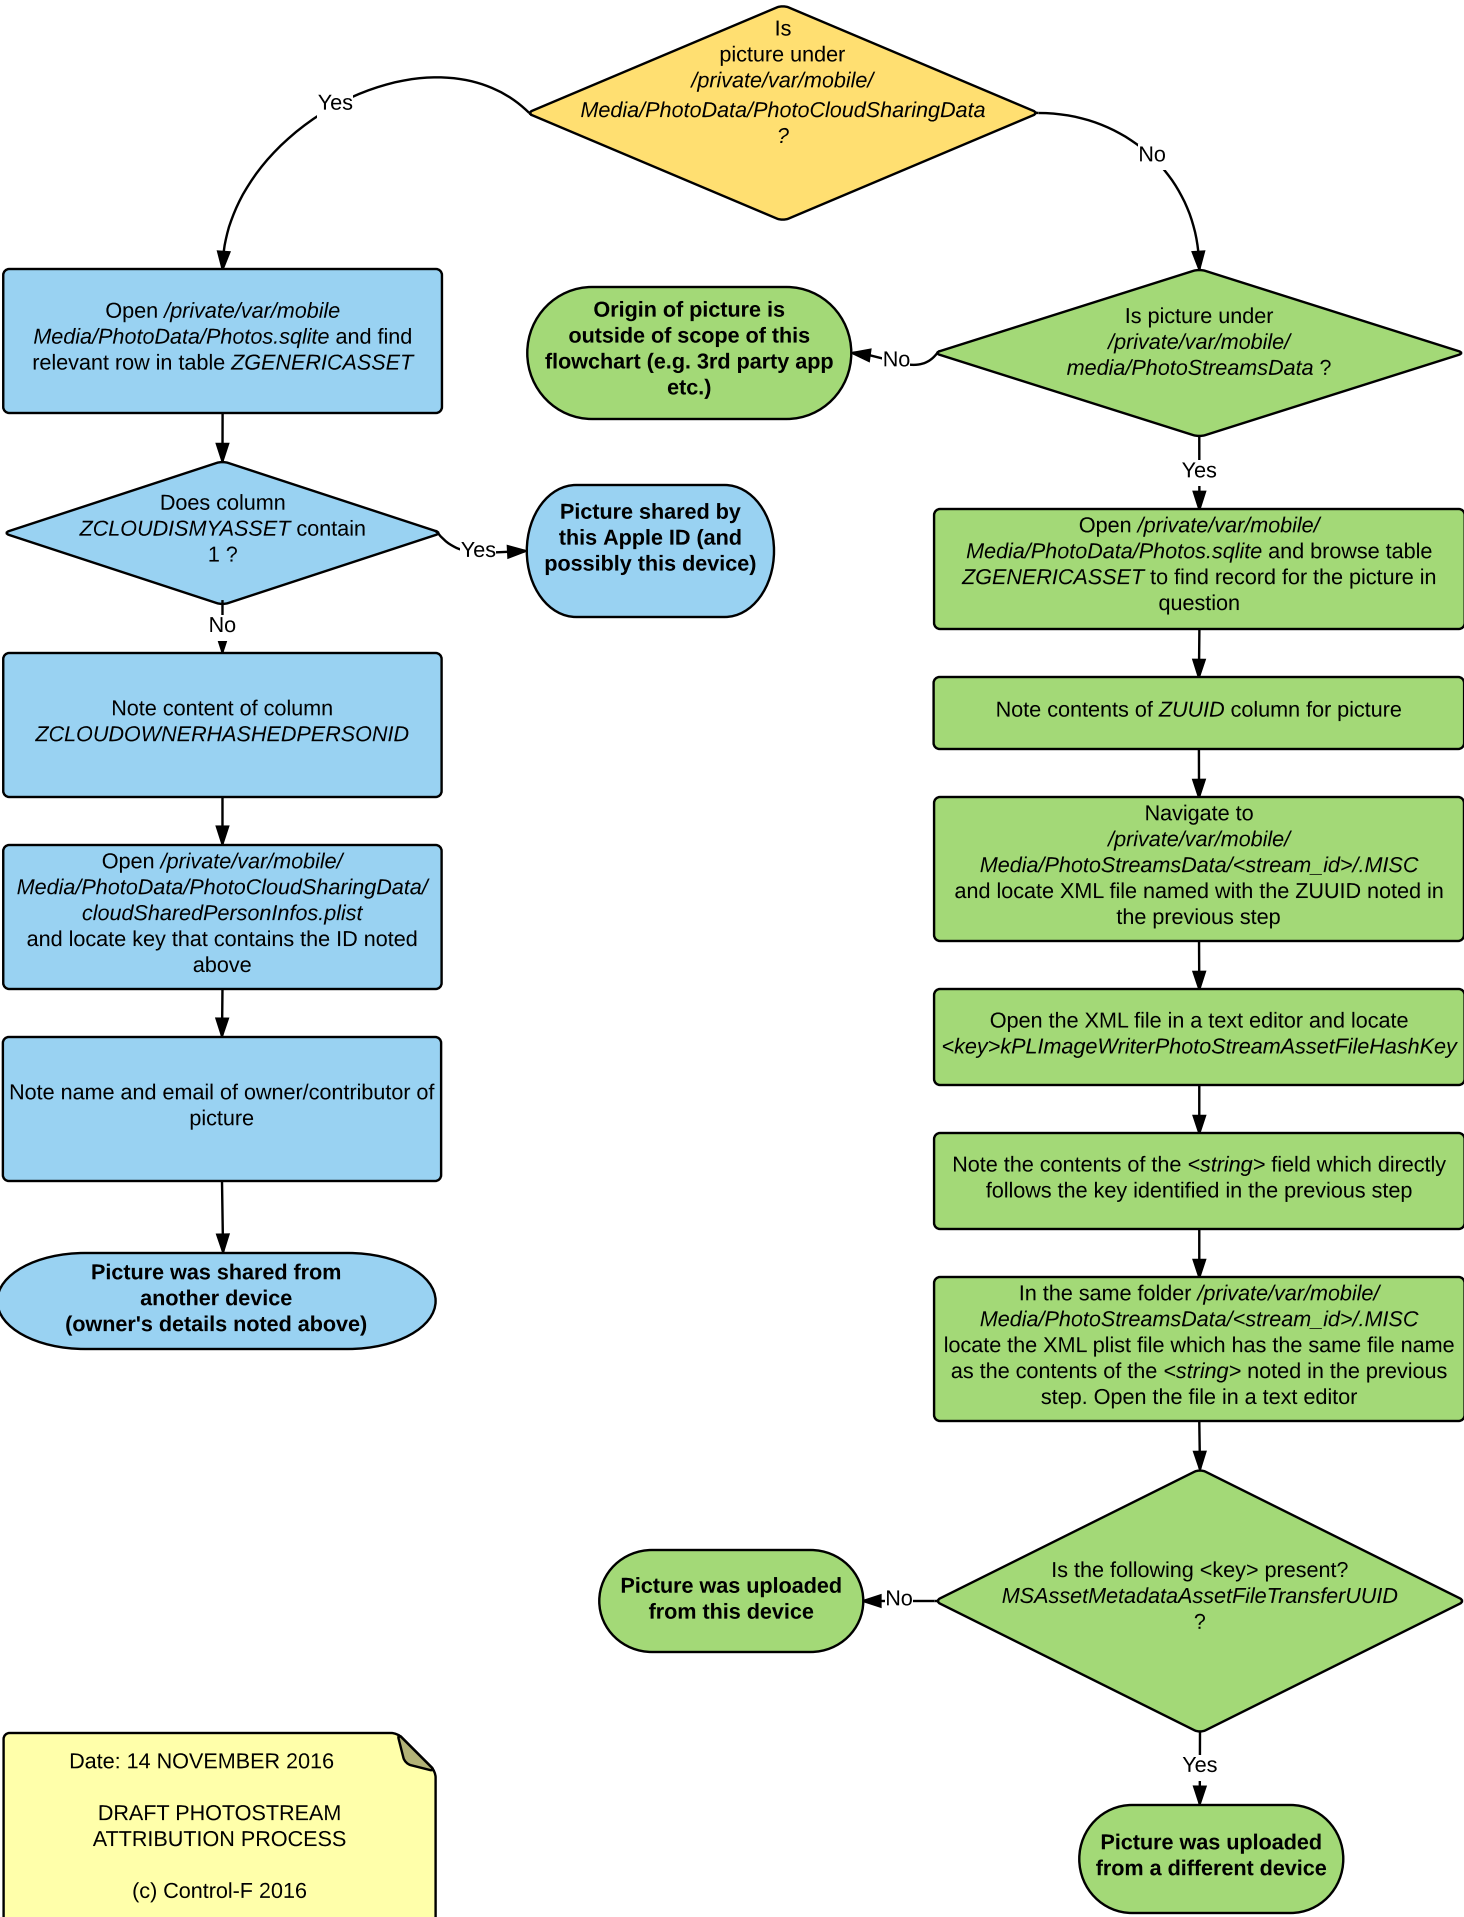 Is
picture under
/private/var/mobile/
Media/PhotoData/PhotoCloudSharingData
?
Yes
No
Open /private/var/mobile
Media/PhotoData/Photos.sqlite and find
relevant row in table ZGENERICASSET
Origin of picture is
outside of scope of this
flowchart (e.g. 3rd party app
etc.)
No
Is picture under
/private/var/mobile/
media/PhotoStreamsData ?
Yes
Does column
ZCLOUDISMYASSET contain
1 ?
Yes
Picture shared by
this Apple ID (and
possibly this device)
No
Open /private/var/mobile/
Media/PhotoData/Photos.sqlite and browse table
ZGENERICASSET to find record for the picture in
question
Note content of column
ZCLOUDOWNERHASHEDPERSONID
Note contents of ZUUID column for picture
Open /private/var/mobile/
Media/PhotoData/PhotoCloudSharingData/
cloudSharedPersonInfos.plist
and locate key that contains the ID noted
above
Navigate to
/private/var/mobile/
Media/PhotoStreamsData/<stream_id>/.MISC
and locate XML file named with the ZUUID noted in
the previous step
Note name and email of owner/contributor of
picture
Open the XML file in a text editor and locate
<key>kPLImageWriterPhotoStreamAssetFileHashKey
Note the contents of the <string> field which directly
follows the key identified in the previous step
Picture was shared from
another device
(owner's details noted above)
In the same folder /private/var/mobile/
Media/PhotoStreamsData/<stream_id>/.MISC
locate the XML plist file which has the same file name
as the contents of the <string> noted in the previous
step. Open the file in a text editor
Is the following <key> present?
MSAssetMetadataAssetFileTransferUUID
?
No
Picture was uploaded
from this device
Yes
Picture was uploaded
from a different device
Date: 14 NOVEMBER 2016
DRAFT PHOTOSTREAM
ATTRIBUTION PROCESS
(c) Control-F 2016